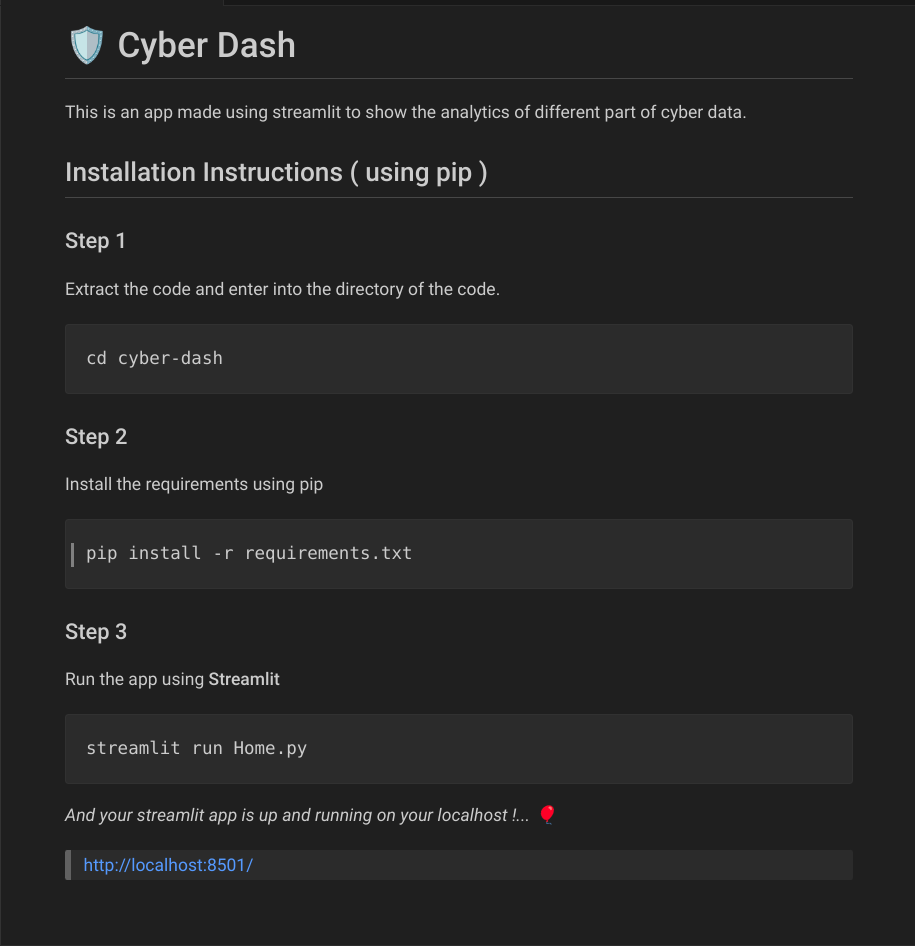 🛡️ Cyber Dash
This is an app made using streamlit to show the analytics of different part of cyber data.
Installation Instructions ( using pip )
Step 1
Extract the code and enter into the directory of the code.
cd cyber-dash
Step 2
Install the requirements using pip
pip install -r requirements.txt
Step 3
Run the app using Streamlit
streamlit run Home.py
And your streamlit app is up and running on your localhost !... 🎈
http://localhost:8501/